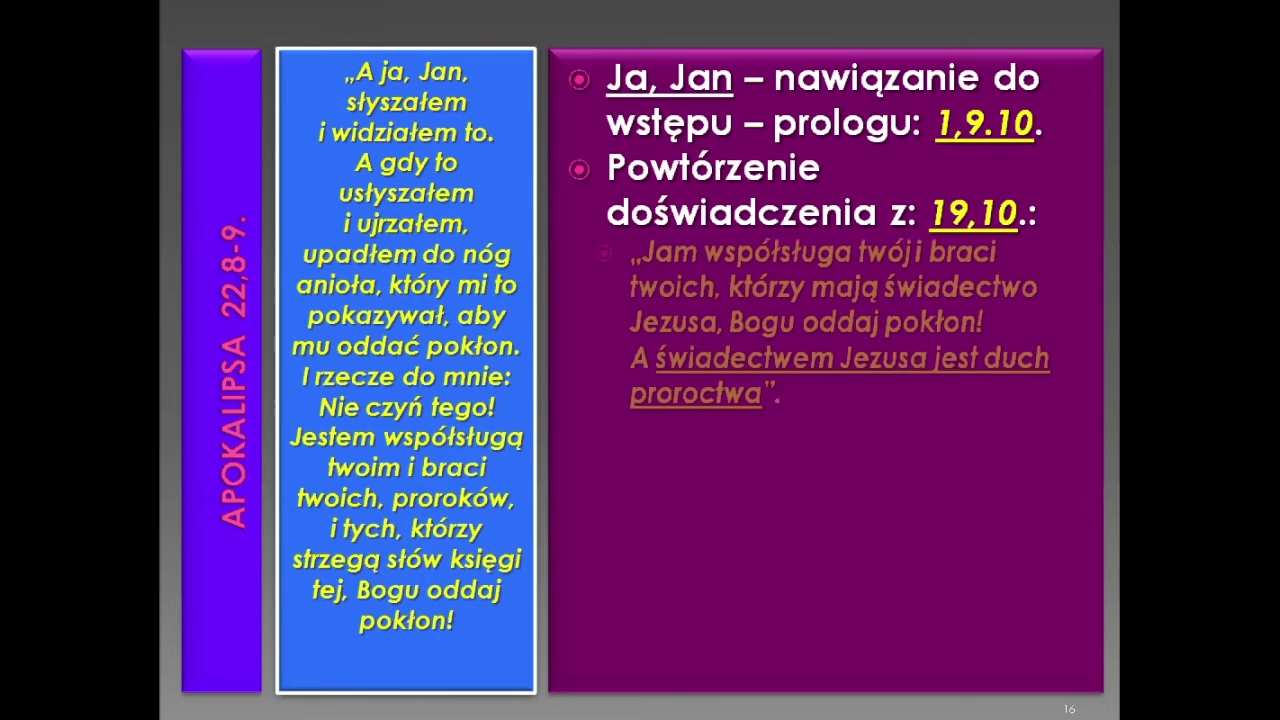 APOKALIPSA 22,8-9.
„A ja, Jan,
słyszałem
i widziałem to.
A gdy to
usłyszałem
i ujrzałem,
upadłem do nóg
anioła, który mi to
pokazywał, aby
mu oddać pokłon.
I rzecze do mnie:
Nie czyń tego!
Jestem współsługą
twoim i braci
twoich, proroków,
i tych, którzy
strzegą słów księgi
tej, Bogu oddaj
pokłon!
Ja, Jan – nawiązanie do
wstępu – prologu: 1,9.10.
Powtórzenie
doświadczenia z: 19,10.:
„Jam współsługa twój i braci
twoich, którzy mają świadectwo
Jezusa, Bogu oddaj pokłon!
A świadectwem Jezusa jest duch
proroctwa”.
16